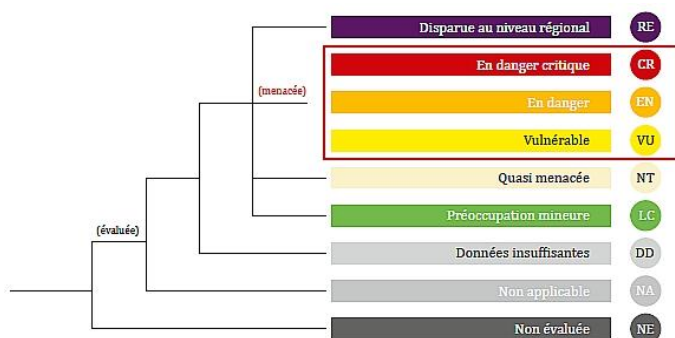 Disparue au niveau régional RE
En danger critique CR
(menacée)
En danger EN
Vulnérable VU
Quasi menacée NT
Préoccupation mineure LC
(évaluée)
Données insuffisantes DD
Non applicable NA
Non évaluée NE